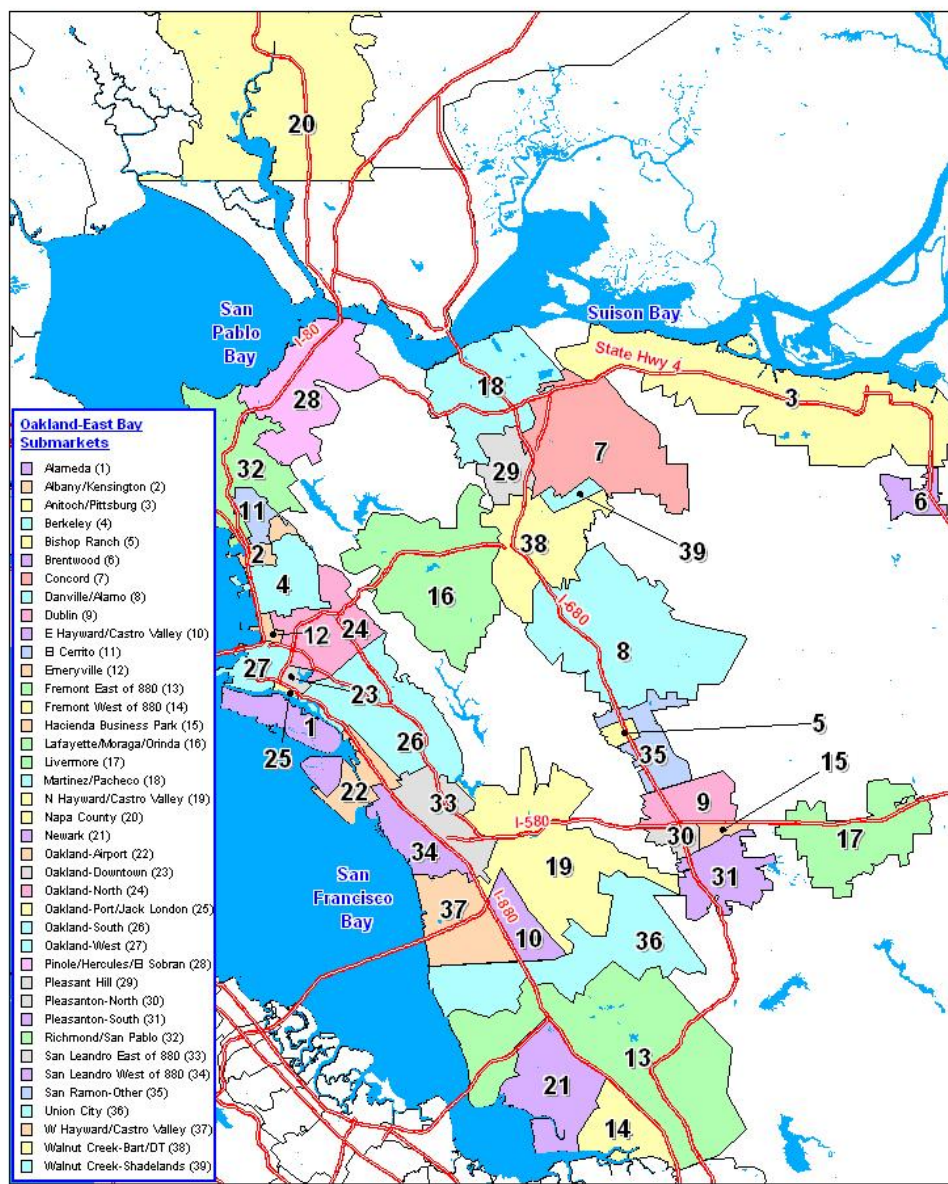 20
San
Pablo
Bay
I-80
Suison Bay
State Hwy 4
18
3
28
29
7
6
32
11
39
2
38
4
16
I-680
12
24
8
27
23
5
1
26
35
25
15
22
33
9
I-580
30
17
34
19
31
San
Francisco
Bay
37
I-880
10
36
13
21
14
Oakland-East Bay
Submarkets
Alameda (1)
Albany/Kensington (2)
Anitoch/Pittsburg (3)
Berkeley (4)
Bishop Ranch (5)
Brentwood (6)
Concord (7)
Danville/Alamo (8)
Dublin (9)
E Hayward/Castro Valley (10)
El Cerrito (11)
Emeryville (12)
Fremont East of 880 (13)
Fremont West of 880 (14)
Hacienda Business Park (15)
Lafayette/Moraga/Orinda (16)
Livermore (17)
Martinez/Pacheco (18)
N Hayward/Castro Valley (19)
Napa County (20)
Newark (21)
Oakland-Airport (22)
Oakland-Downtown (23)
Oakland-North (24)
Oakland-Port/Jack London (25)
Oakland-South (26)
Oakland-West (27)
Pinole/Hercules/El Sobran (28)
Pleasant Hill (29)
Pleasanton-North (30)
Pleasanton-South (31)
Richmond/San Pablo (32)
San Leandro East of 880 (33)
San Leandro West of 880 (34)
San Ramon-Other (35)
Union City (36)
W Hayward/Castro Valley (37)
Walnut Creek-Bart/DT (38)
Walnut Creek-Shadelands (39)